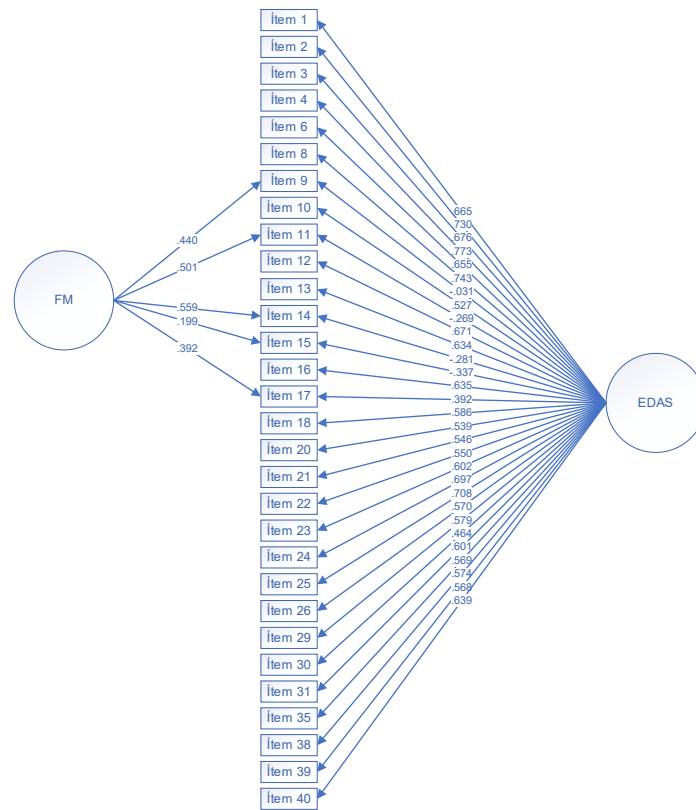 Ítem 1
Ítem 2
Ítem 3
Ítem 4
Ítem 6
Ítem 8
Ítem 9
Ítem 10
Ítem 11
Ítem 12
Ítem 13
Ítem 14
Ítem 15
Ítem 16
Ítem 17
Ítem 18
Ítem 20
Ítem 21
Ítem 22
Ítem 23
Ítem 24
Ítem 25
Ítem 26
Ítem 29
Ítem 30
Ítem 31
Ítem 35
Ítem 38
Ítem 39
Ítem 40
FM
.440
.501
.559
.199
.392
.665
.730
.676
.773
.655
.743
-.031
.527
-.269
.671
.634
-.281
-.337
.635
.392
.586
.539
.546
.550
.602
.697
.708
.570
.579
.464
.601
.569
.574
.568
.639
EDAS